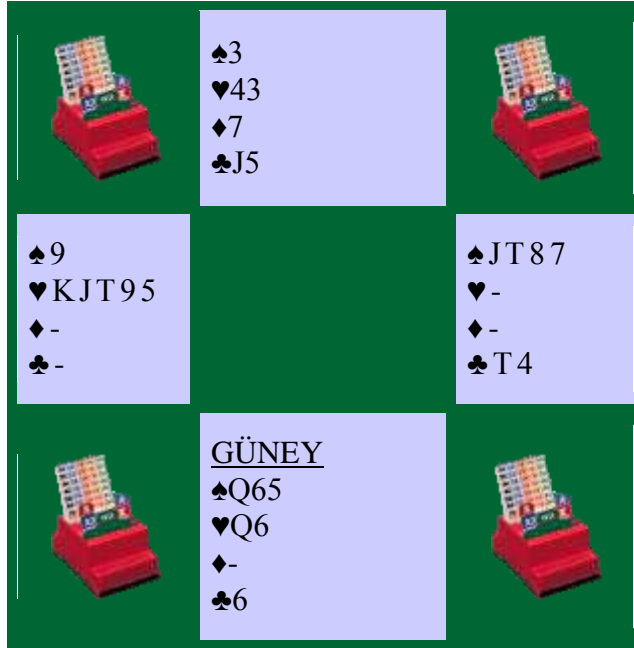 ♠3
♥43
♦7
♣J5
♠9
♥KJT95
♦-
♣-
♠JT87
♥-
♦-
♣T4
GÜNEY
♠Q65
♥Q6
♦-
♣6